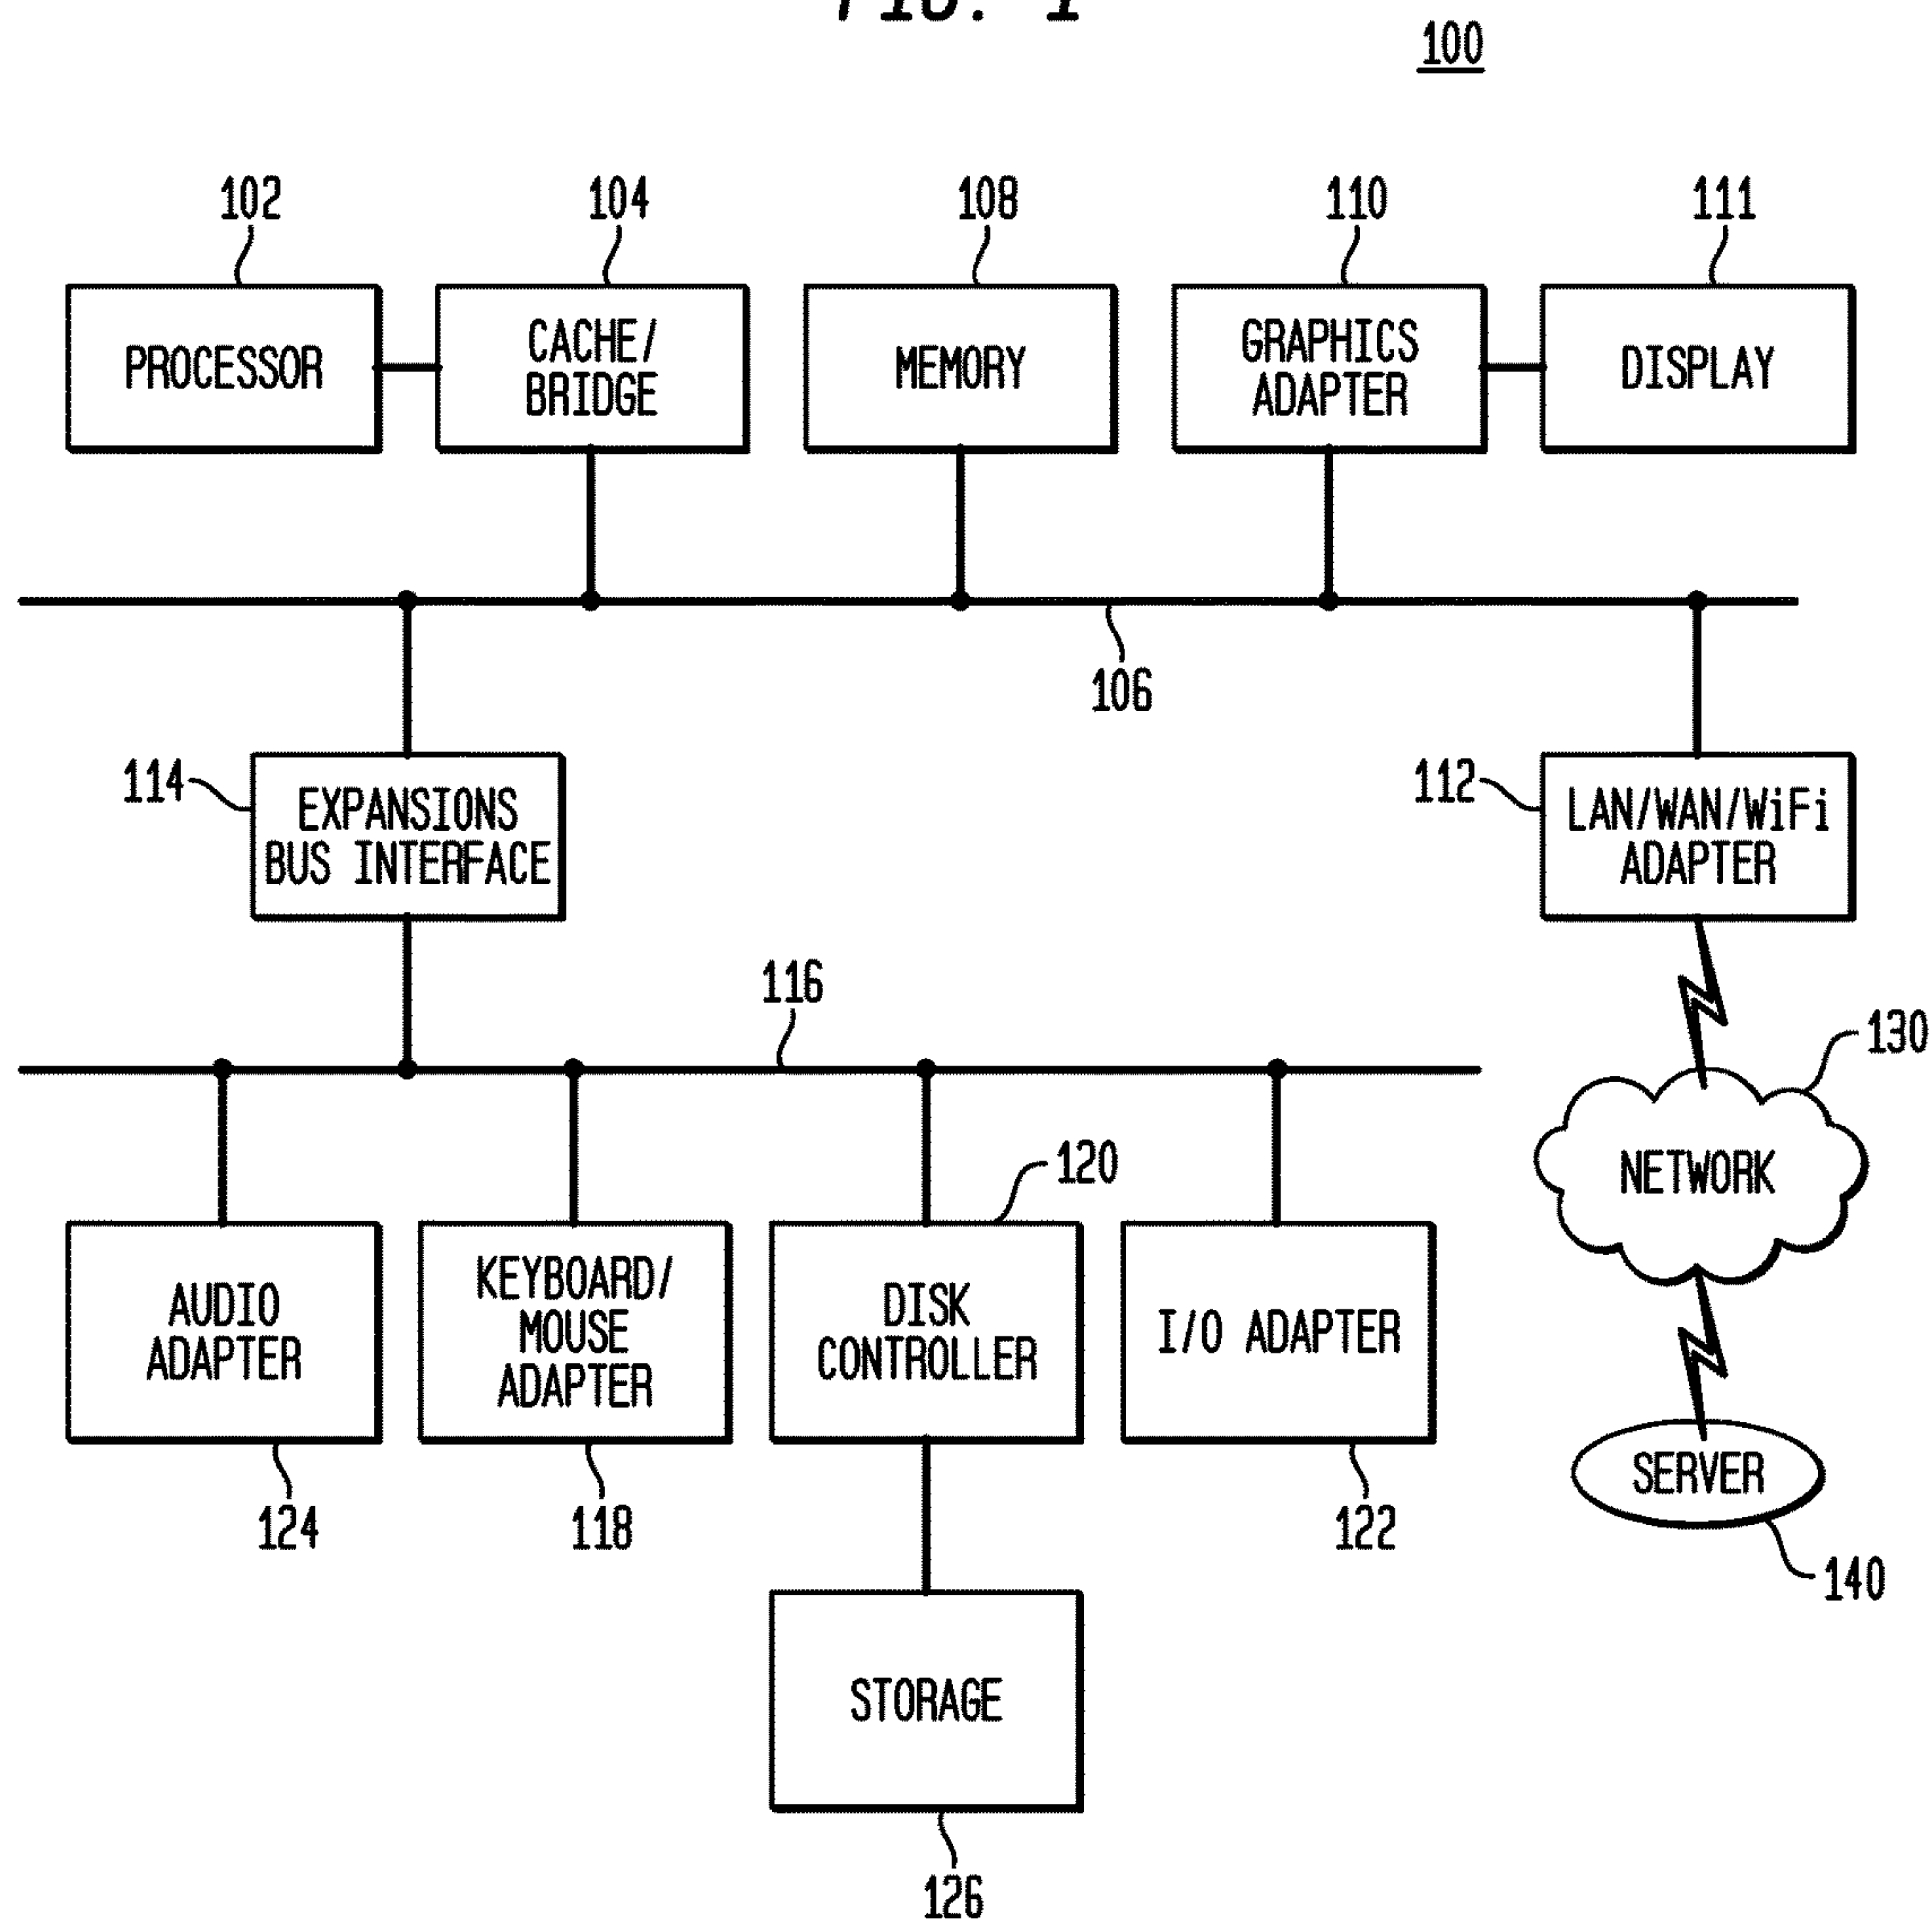 FIG. 1
100
102
104
108
110
111
PROCESSOR
CACHE/
BRIDGE
MEMORY
GRAPHICS
ADAPTER
DISPLAY
106
114
EXPANSIONS
BUS INTERFACE
112
LAN/WAN/WiFi
ADAPTER
116
130
NETWORK
120
AUDIO
ADAPTER
KEYBOARD/
MOUSE
ADAPTER
DISK
CONTROLLER
I/O ADAPTER
SERVER
124
118
122
140
STORAGE
126